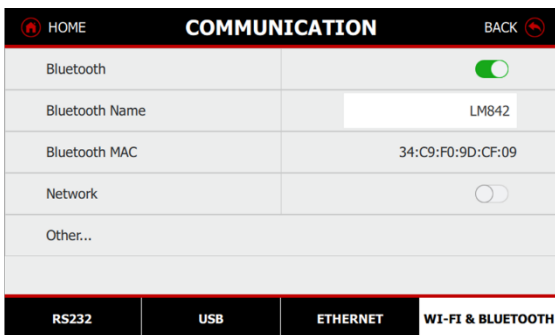 HOME COMMUNICATION BACK
Bluetooth
Bluetooth Name LM842
Bluetooth MAC 34:C9:F0:9D:CF:09
Network
Other...
RS232 USB ETHERNET WI-FI & BLUETOOTH